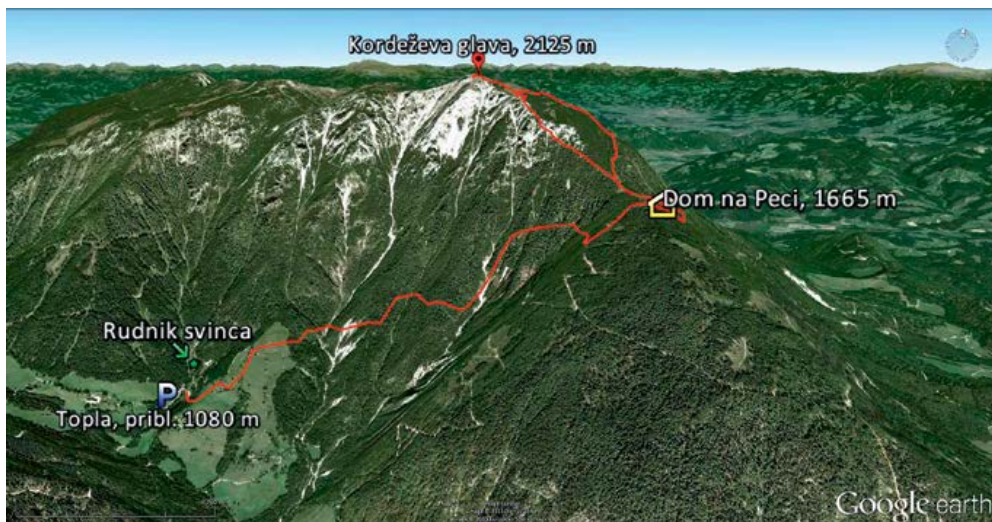 Kordeževa glava, 2125 m
Dom na Peci, 1665 m
Rudnik svinca
P
Topla, pribl. 1080 m
Google earth